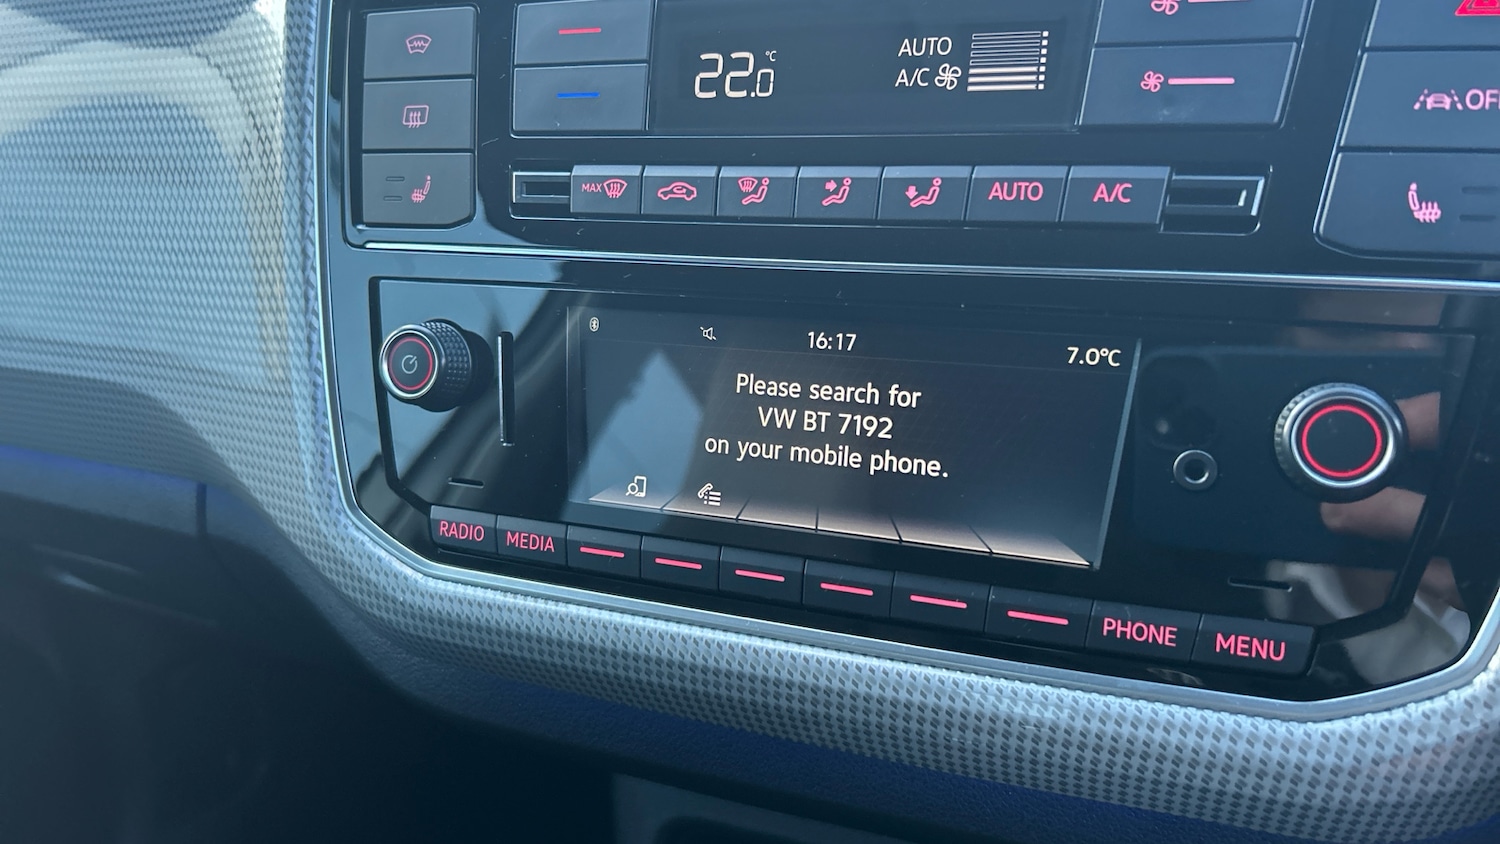 22.0 °C
AUTO
A/C
OFF
MAX
AUTO
A/C
16:17
7.0°C
Please search for
VW BT 7192
on your mobile phone.
RADIO
MEDIA
PHONE
MENU